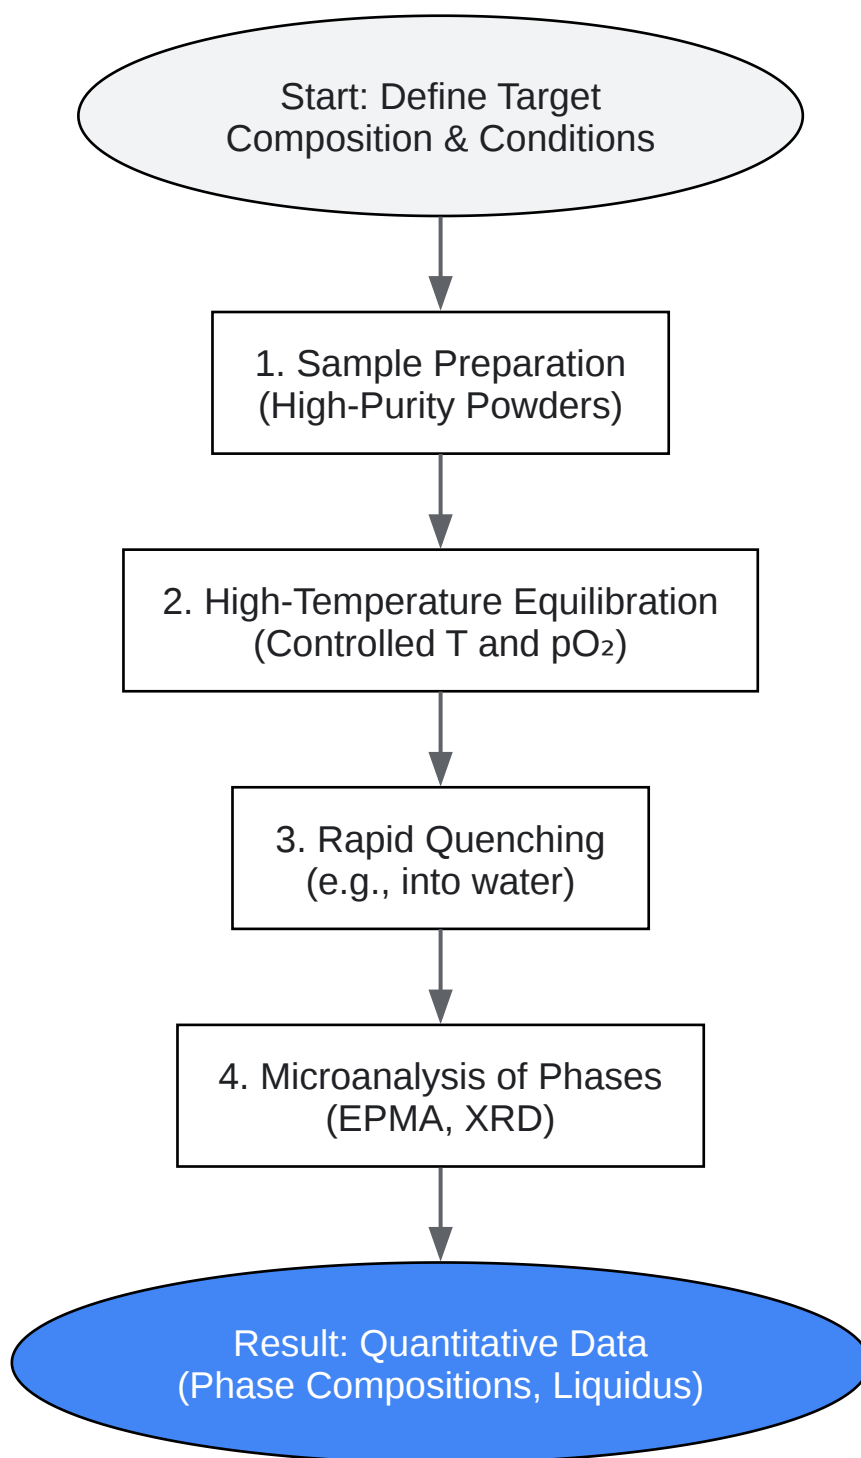 Start: Define Target
Composition & Conditions
1. Sample Preparation
(High-Purity Powders)
2. High-Temperature Equilibration
(Controlled T and pO₂)
3. Rapid Quenching
(e.g., into water)
4. Microanalysis of Phases
(EPMA, XRD)
Result: Quantitative Data
(Phase Compositions, Liquidus)